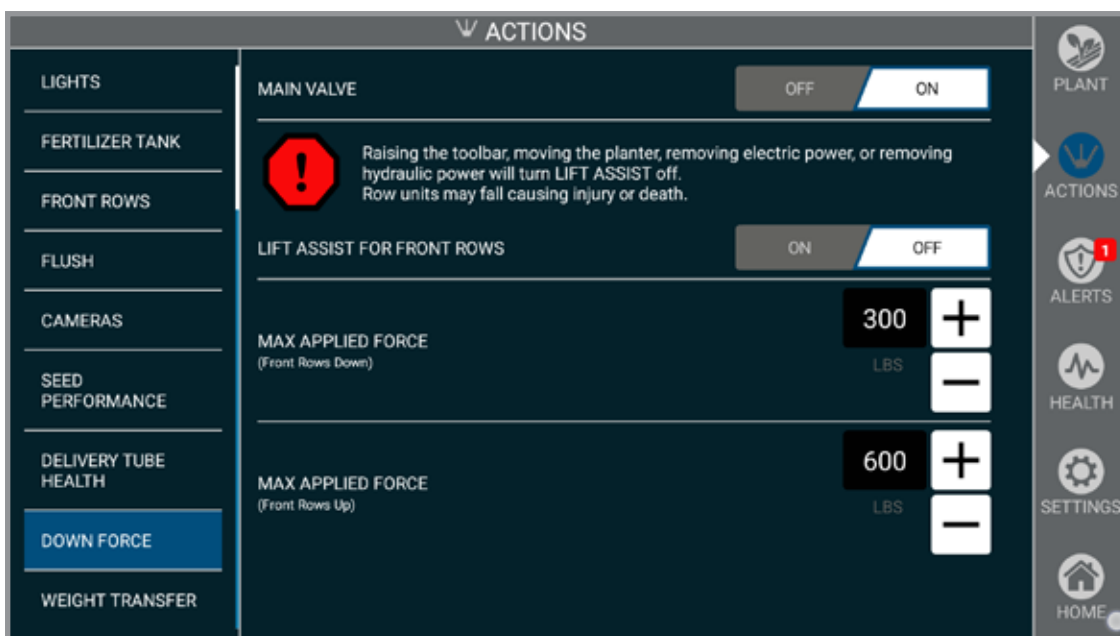 ACTIONS
LIGHTS
FERTILIZER TANK
FRONT ROWS
FLUSH
CAMERAS
SEED
PERFORMANCE
DELIVERY TUBE
HEALTH
DOWN FORCE
WEIGHT TRANSFER
MAIN VALVE
OFF
ON
Raising the toolbar, moving the planter, removing electric power, or removing
hydraulic power will turn LIFT ASSIST off.
Row units may fall causing injury or death.
LIFT ASSIST FOR FRONT ROWS
ON
OFF
MAX APPLIED FORCE
(Front Rows Down)
300
LBS
MAX APPLIED FORCE
(Front Rows Up)
600
LBS
PLANT
ACTIONS
1
ALERTS
HEALTH
SETTINGS
HOME